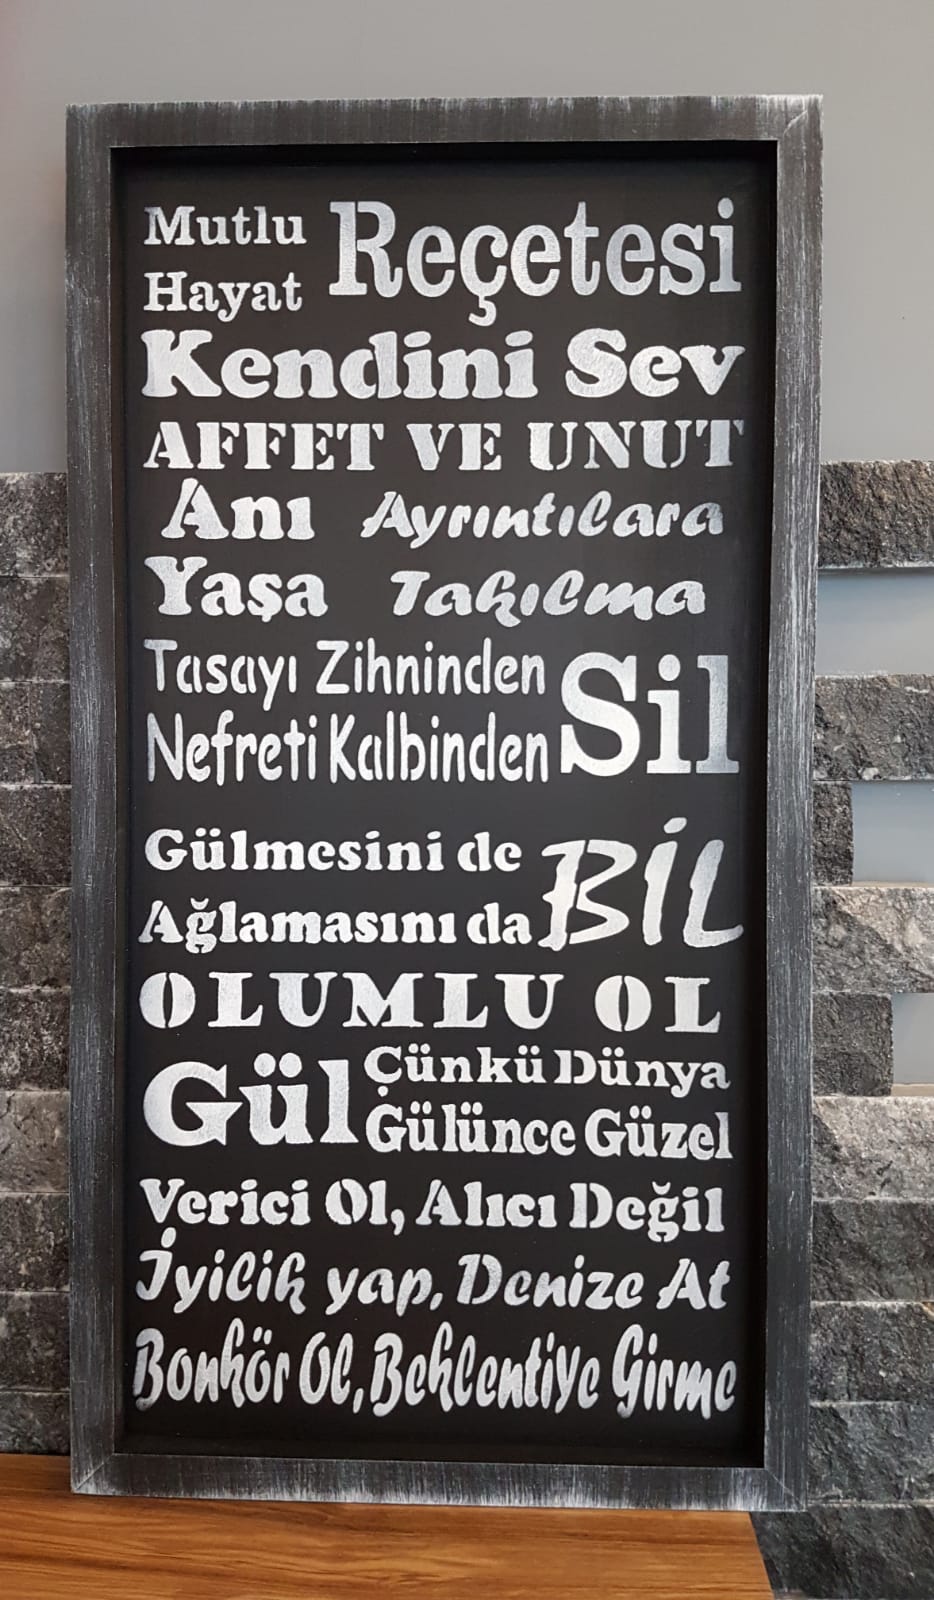 Mutlu
Hayat
Reçetesi
Kendini Sev
AFFET VE UNUT
Anı
Yaşa
Ayrıntılara
Takılma
Tasayı Zihninden
Nefreti Kalbinden
Sil
Gülmesini de
Ağlamasını da
BİL
OLUMLU OL
Gül
Çünkü Dünya
Gülünce Güzel
Verici Ol, Alıcı Değil
İyilik yap, Denize At
Bonkör Ol, Beklentiye Girme